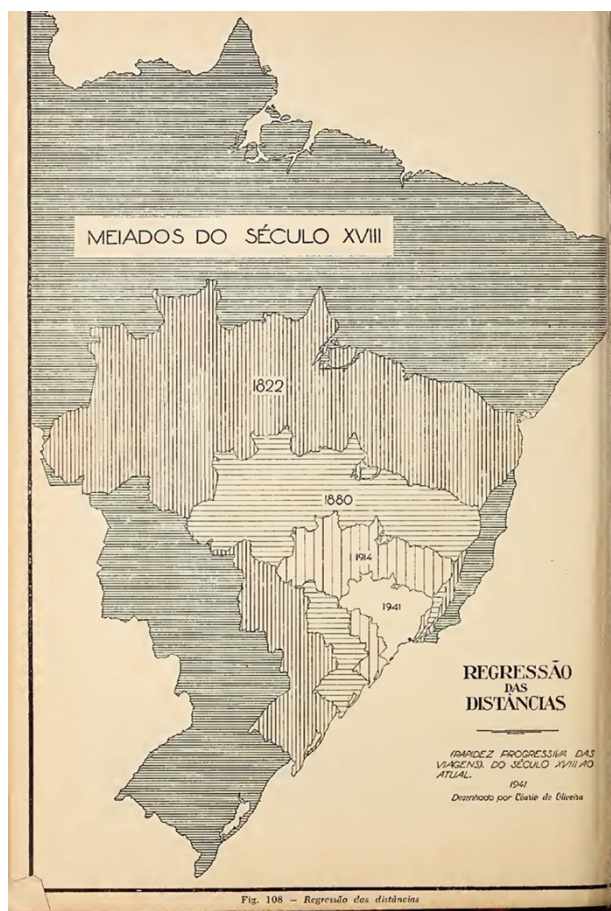 MEIADOS DO SÉCULO XVIII
1822
1880
1914
1941
REGRESSÃO
DAS
DISTÂNCIAS
(RAPIDEZ PROGRESSIVA DAS
VIAGENS). DO SÉCULO XVIII AO
ATUAL.
1941
Desenhado por Cêurio de Oliveira
Fig. 108 — Regressão das distâncias